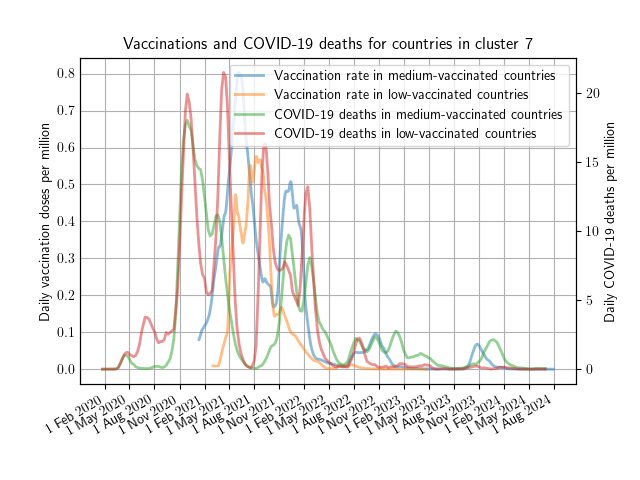 Vaccinations and COVID-19 deaths for countries in cluster 7
Vaccination rate in medium-vaccinated countries
Vaccination rate in low-vaccinated countries
COVID-19 deaths in medium-vaccinated countries
COVID-19 deaths in low-vaccinated countries
Daily vaccination doses per million
0.8
0.7
0.6
0.5
0.4
0.3
0.2
0.1
0.0
20
15
10
5
0
Daily COVID-19 deaths per million
1 Feb 2020
1 May 2020
1 Aug 2020
1 Nov 2020
1 Feb 2021
1 May 2021
1 Aug 2021
1 Nov 2021
1 Feb 2022
1 May 2022
1 Aug 2022
1 Nov 2022
1 Feb 2023
1 May 2023
1 Aug 2023
1 Nov 2023
1 Feb 2024
1 May 2024
1 Aug 2024